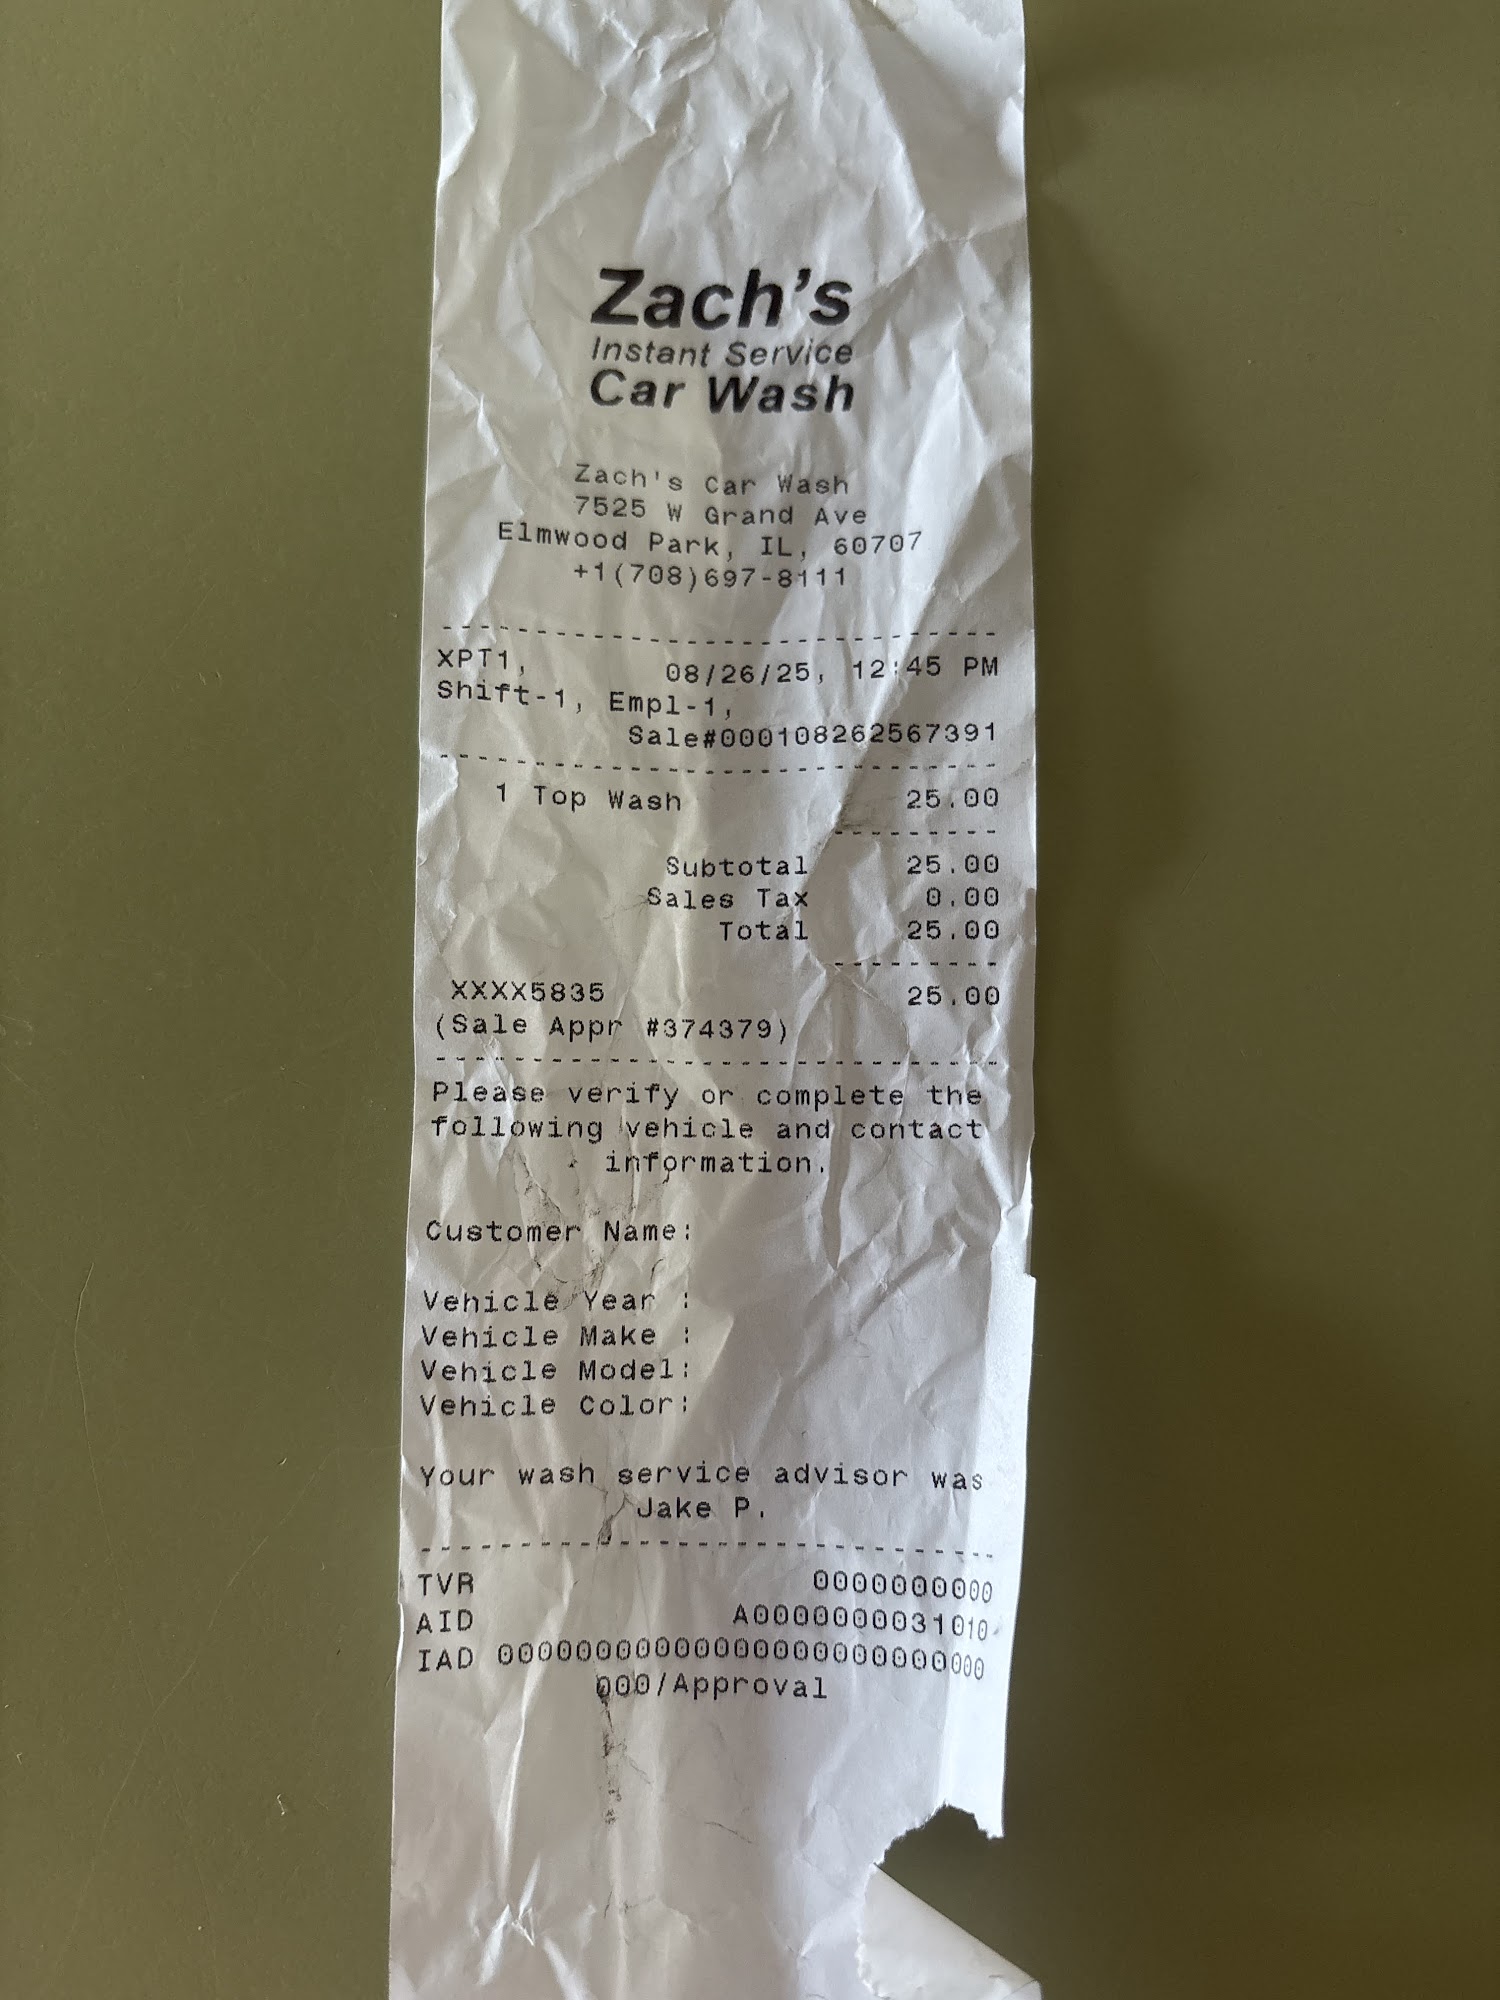 Zach's
Instant Service
Car Wash
Zach's Car Wash
7525 W Grand Ave
Elmwood Park, IL, 60707
+1(708)697-8111
------------------------------
XPT1, 08/26/25, 12:45 PM
Shift-1, Empl-1,
Sale#000108262567391
------------------------------
1 Top Wash 25.00
---------
Subtotal 25.00
Sales Tax 0.00
Total 25.00
---------
XXXX5835 25.00
(Sale Appr #374379)
------------------------------
Please verify or complete the
following vehicle and contact
information.
Customer Name:
Vehicle Year :
Vehicle Make :
Vehicle Model:
Vehicle Color:
Your wash service advisor was
Jake P.
------------------------------
TVR 0000000000
AID A0000000031010
IAD 00000000000000000000000000
000/Approval